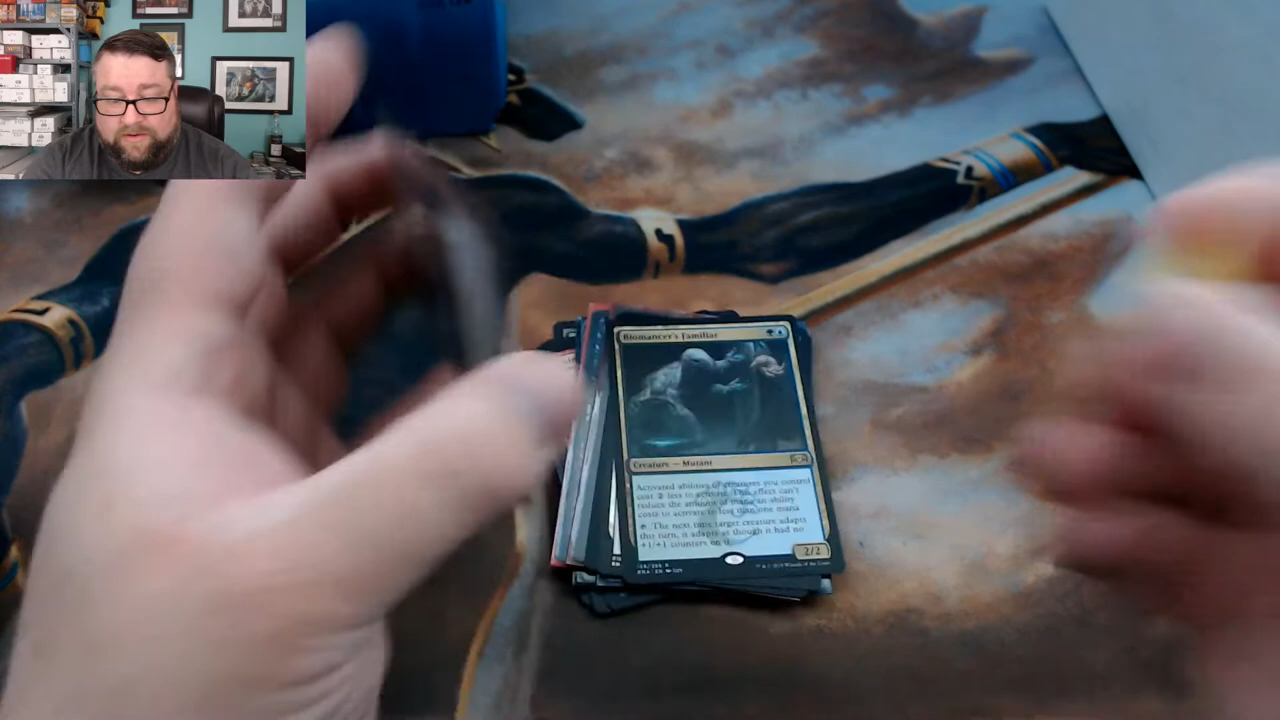 Biomancer's Familiar
Creature — Mutant
Activated abilities of creatures you control
cost 2 less to activate. This effect can't
reduce the amount of mana an ability
costs to activate to less than one mana
The next time target creature adapts
this turn, it adapts as though it had no
+1/+1 counters on it.
2/2